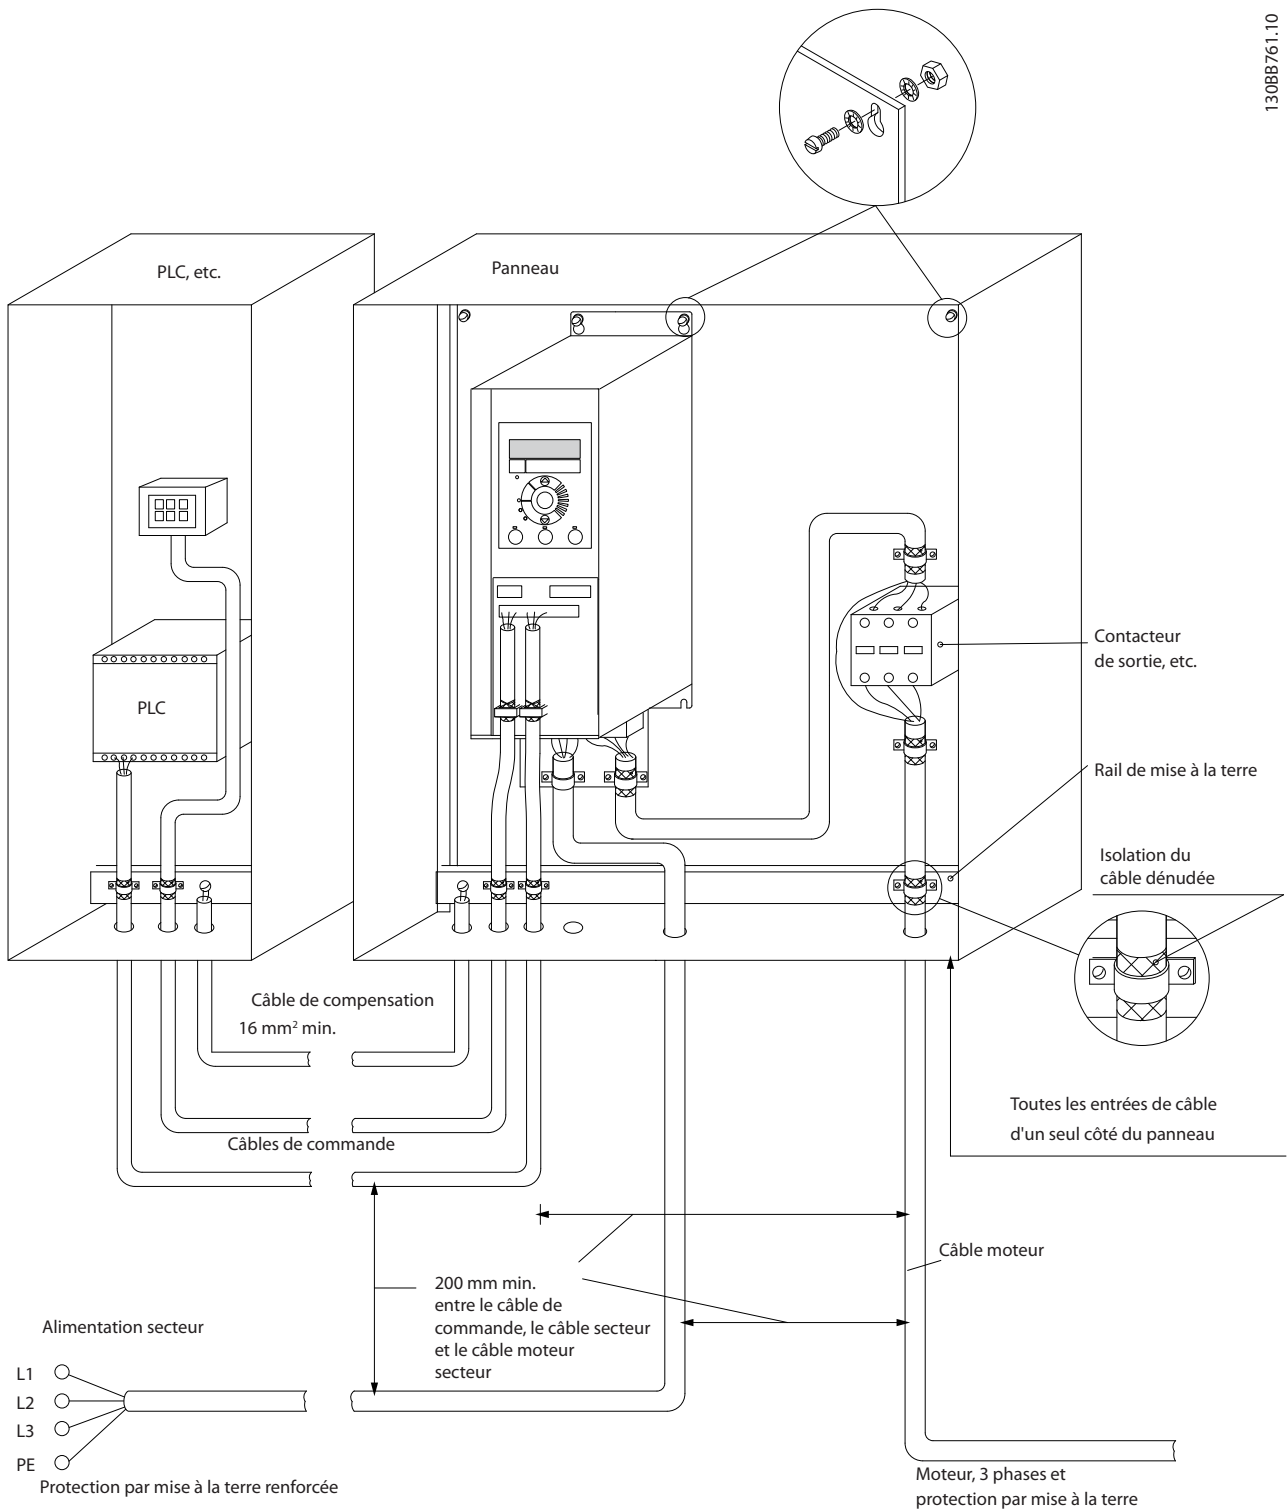 130BB761.10
PLC, etc.
Panneau
PLC
Contacteur
de sortie, etc.
Rail de mise à la terre
Isolation du
câble dénudée
Câble de compensation
16 mm² min.
Câbles de commande
Toutes les entrées de câble
d'un seul côté du panneau
Câble moteur
200 mm min.
entre le câble de
commande, le câble secteur
et le câble moteur
secteur
Alimentation secteur
L1
L2
L3
PE
Protection par mise à la terre renforcée
Moteur, 3 phases et
protection par mise à la terre